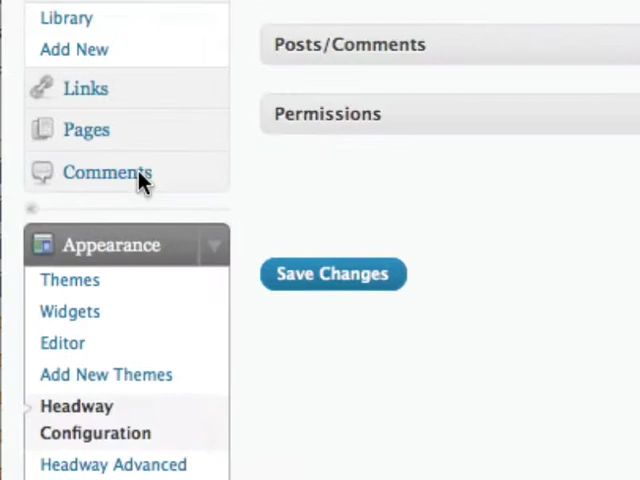 Library
Add New
Links
Pages
Comments
Appearance
Themes
Widgets
Editor
Add New Themes
Headway
Configuration
Headway Advanced
Posts/Comments
Permissions
Save Changes